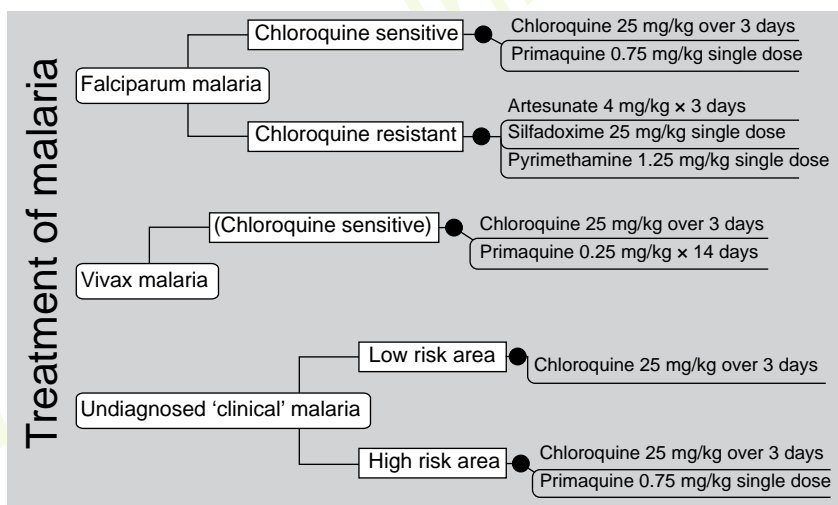 Treatment of malaria
Falciparum malaria
Chloroquine sensitive
Chloroquine 25 mg/kg over 3 days
Primaquine 0.75 mg/kg single dose
Chloroquine resistant
Artesunate 4 mg/kg × 3 days
Silfadoxime 25 mg/kg single dose
Pyrimethamine 1.25 mg/kg single dose
Vivax malaria
(Chloroquine sensitive)
Chloroquine 25 mg/kg over 3 days
Primaquine 0.25 mg/kg × 14 days
Undiagnosed ‘clinical’ malaria
Low risk area
Chloroquine 25 mg/kg over 3 days
High risk area
Chloroquine 25 mg/kg over 3 days
Primaquine 0.75 mg/kg single dose